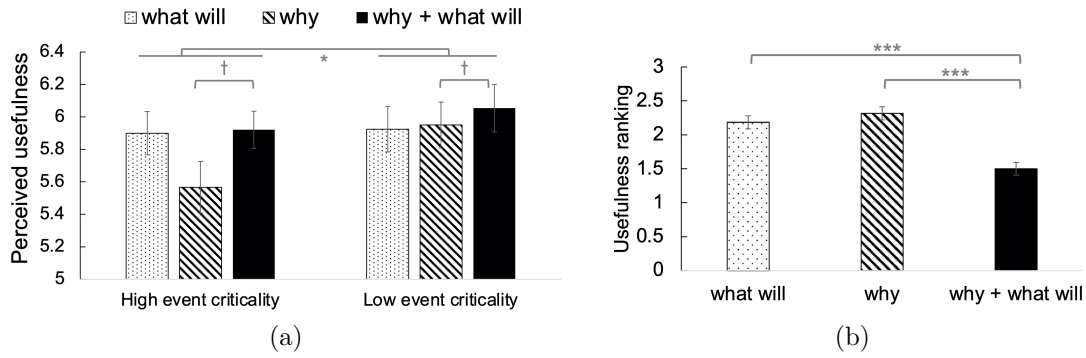 what will why why + what will
Perceived usefulness
6.4
6.2
6
5.8
5.6
5.4
5.2
5
*
†
†
High event criticality
Low event criticality
(a)
Usefulness ranking
3
2.5
2
1.5
1
0.5
0
***
***
what will
why
why + what will
(b)